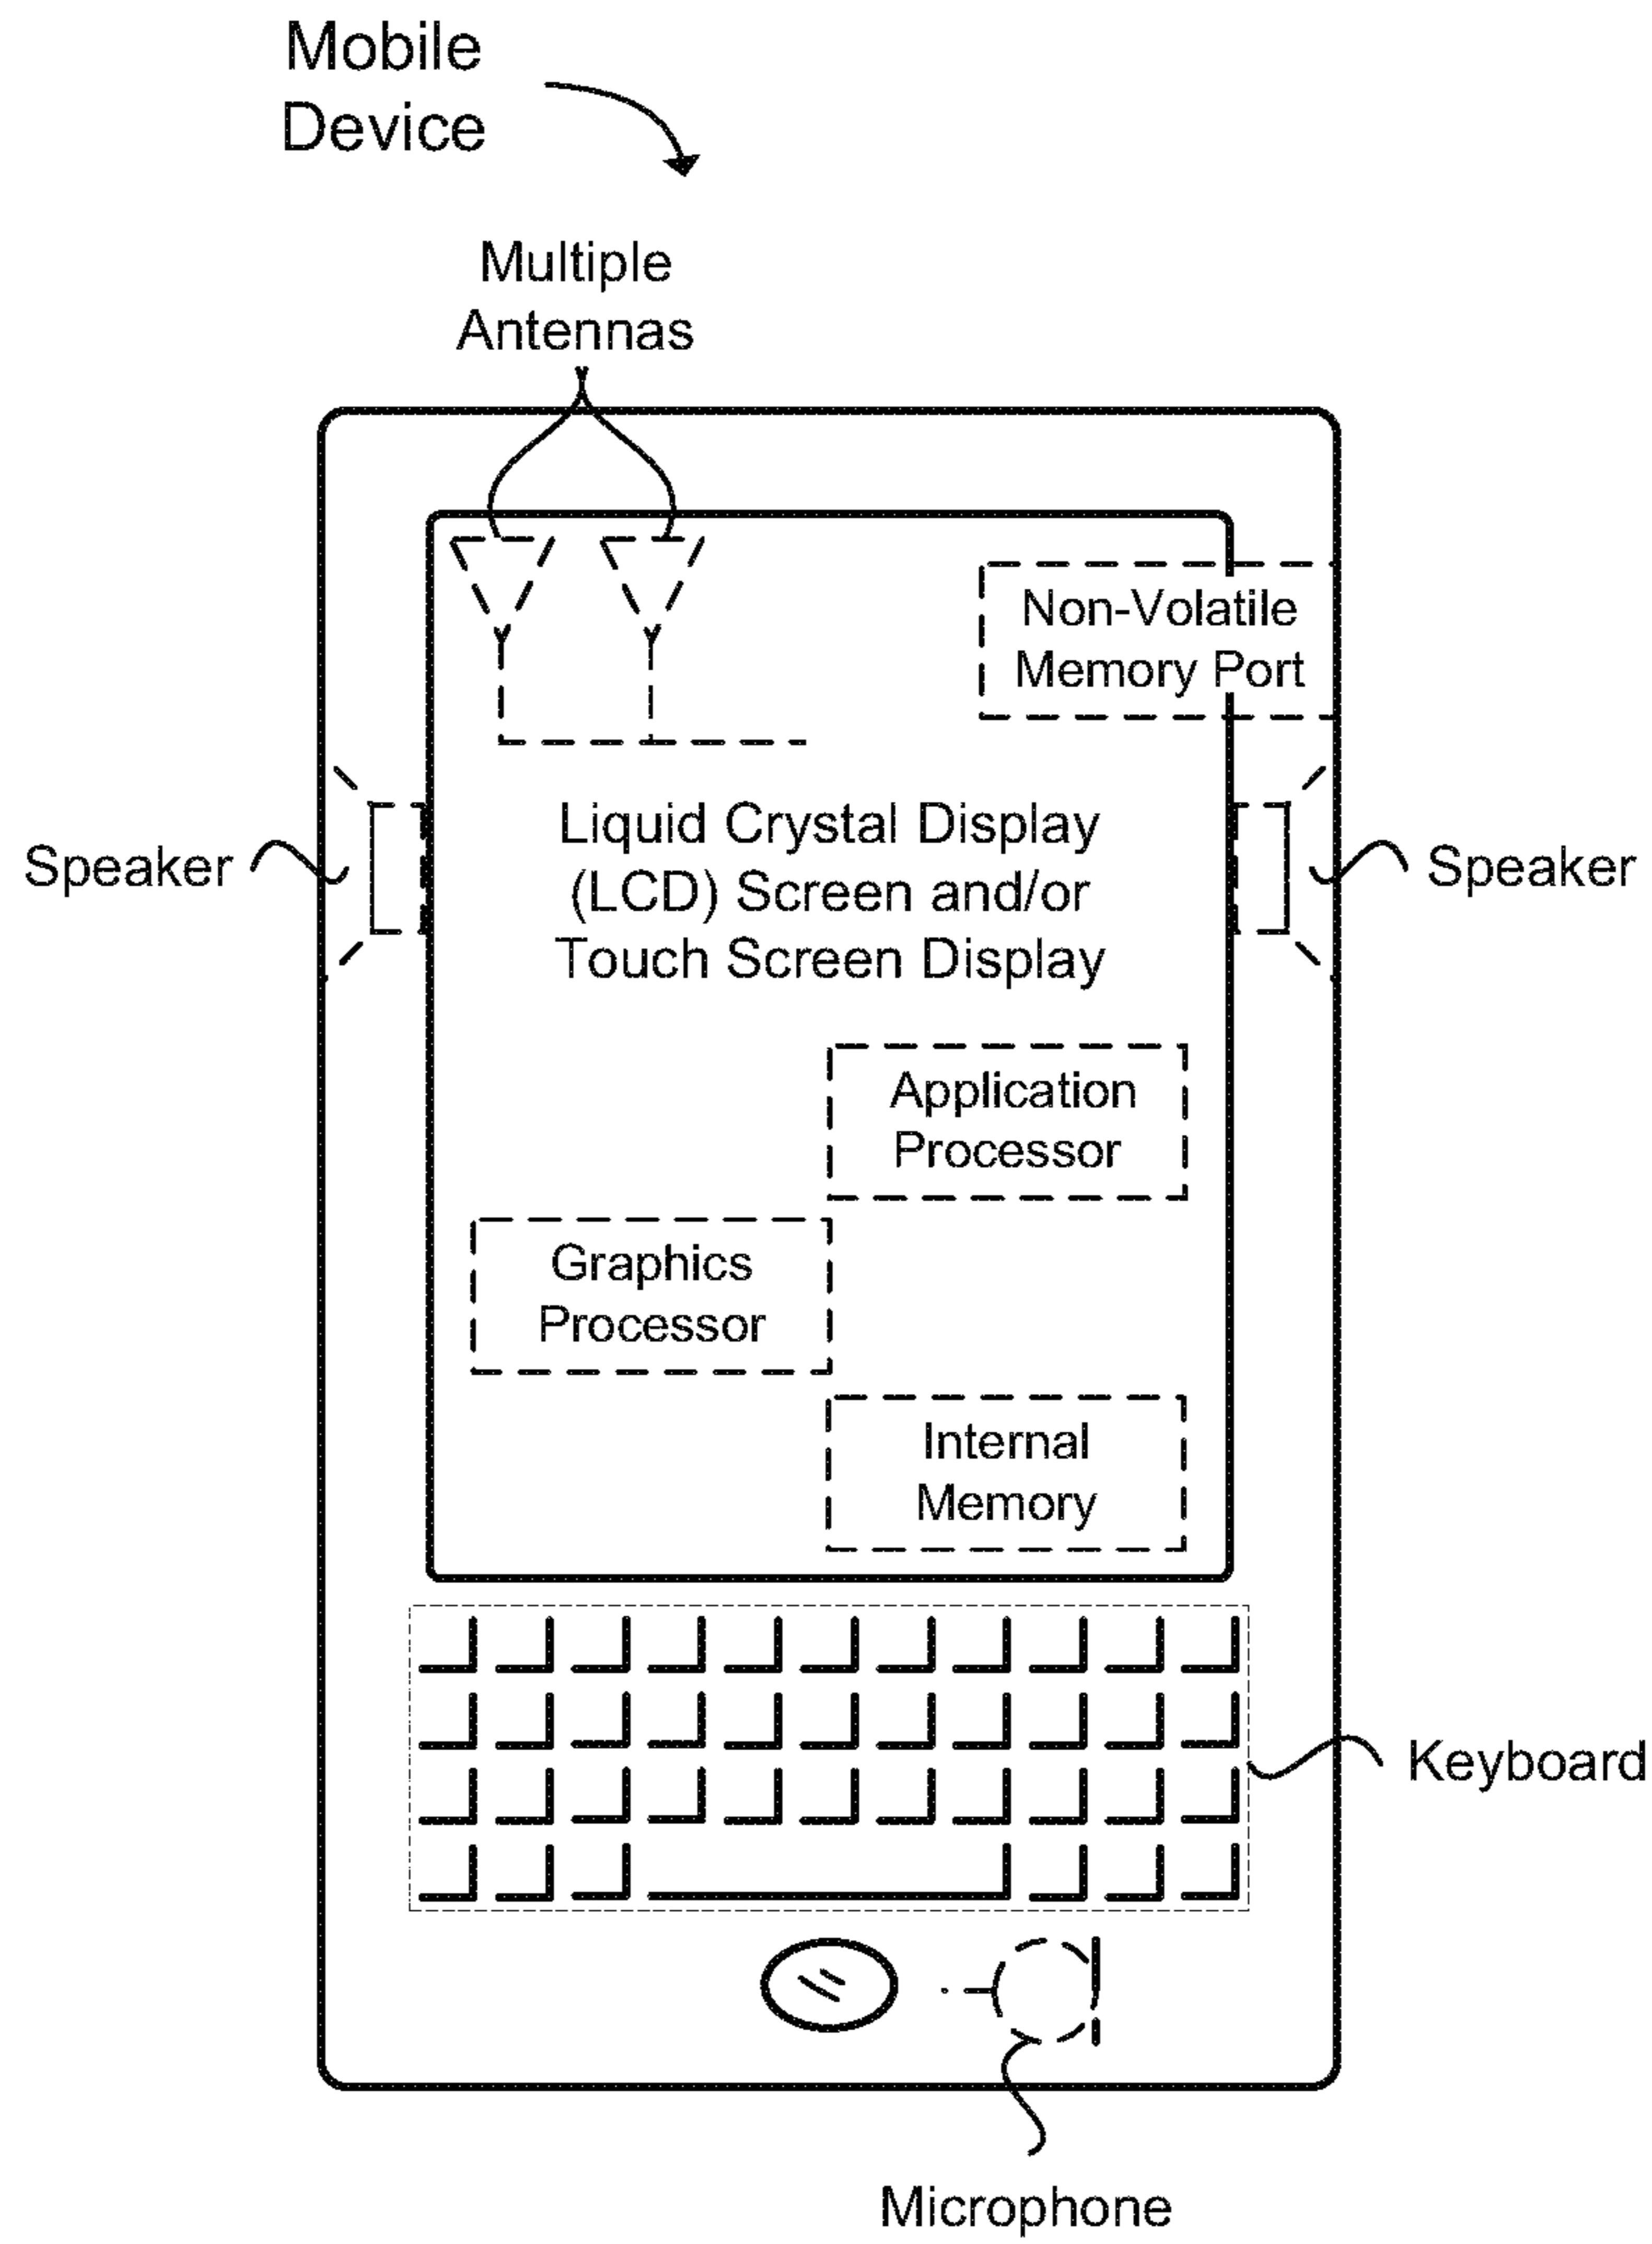 Mobile
Device
Multiple
Antennas
Non-Volatile
Memory Port
Speaker
Liquid Crystal Display
(LCD) Screen and/or
Touch Screen Display
Speaker
Application
Processor
Graphics
Processor
Internal
Memory
Keyboard
Microphone